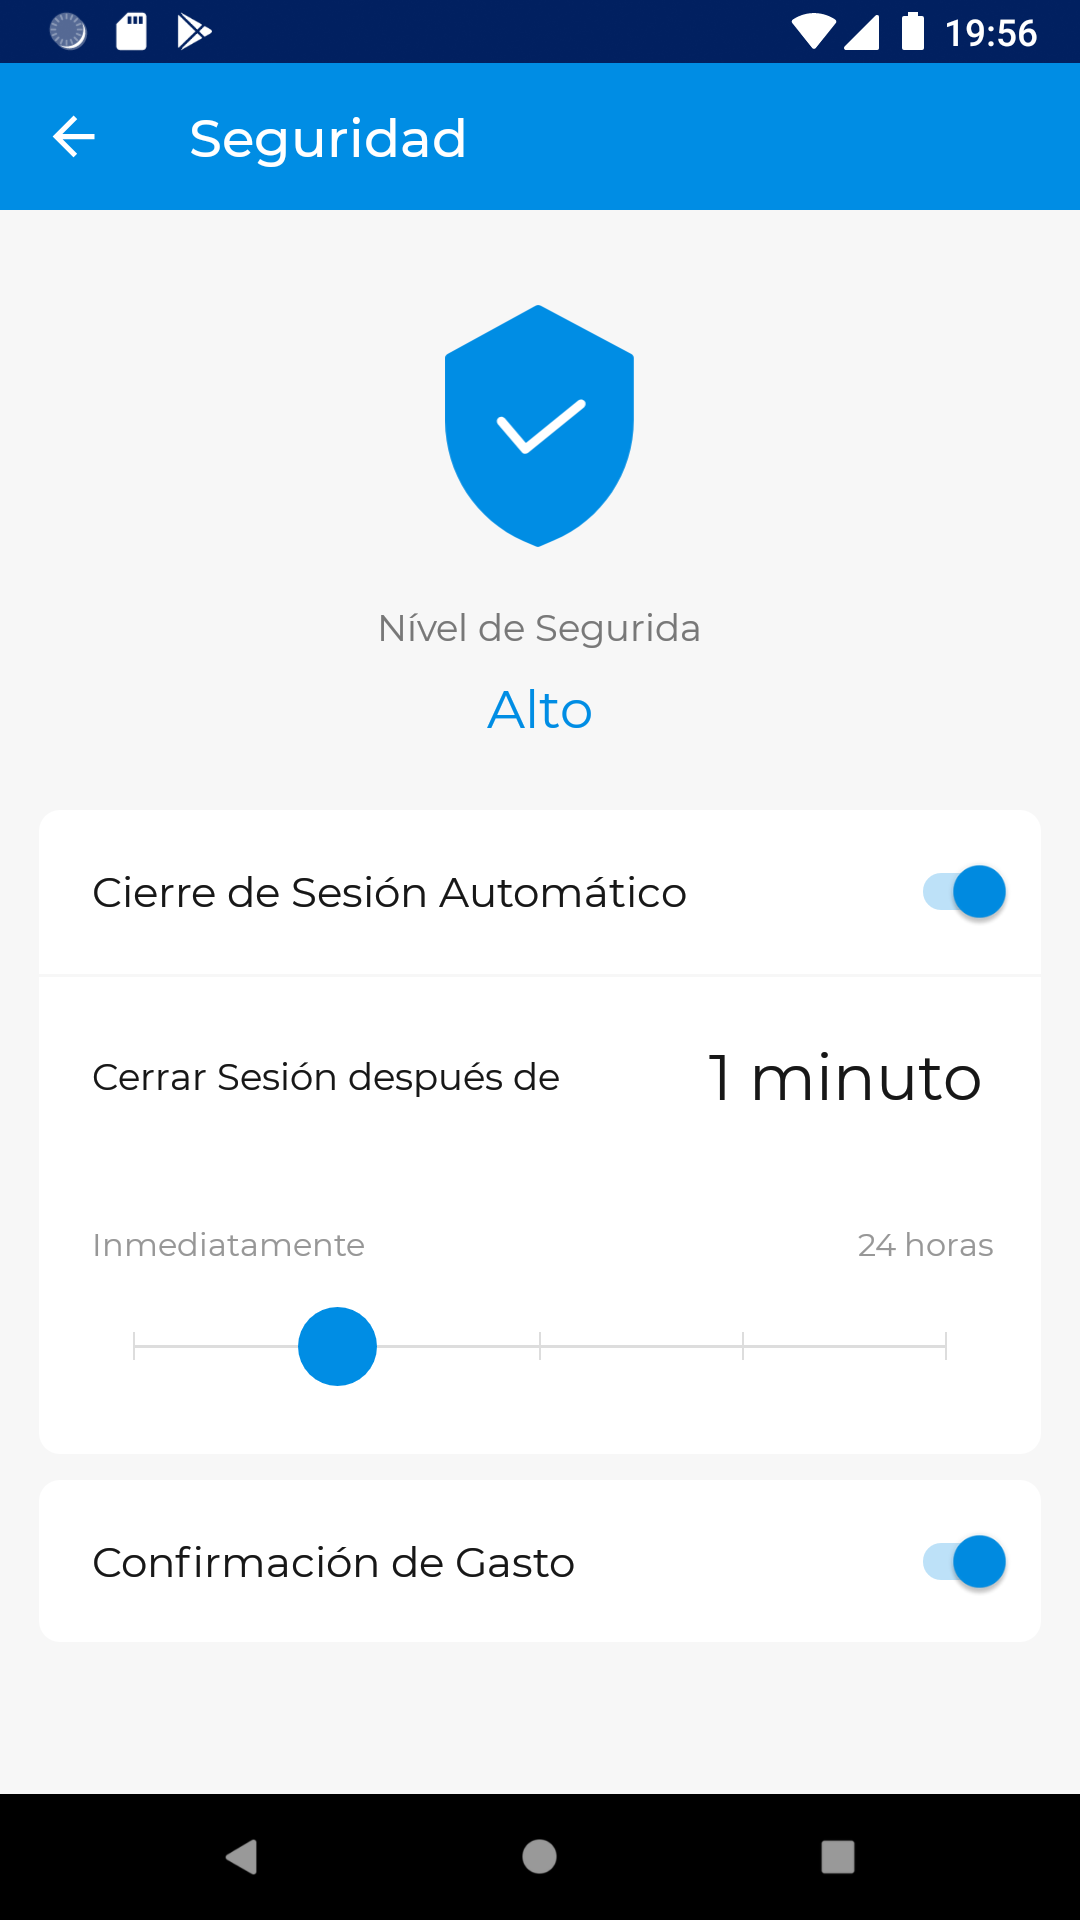 19:56
Seguridad
Nível de Segurida
Alto
Cierre de Sesión Automático
Cerrar Sesión después de 1 minuto
Inmediatamente 24 horas
Confirmación de Gasto